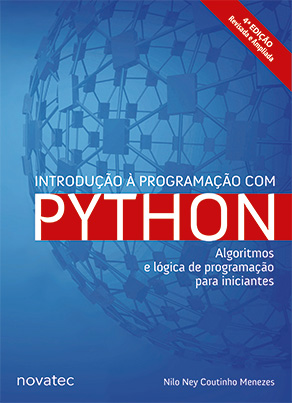 4ª EDIÇÃO
Revisada e Ampliada
INTRODUÇÃO À PROGRAMAÇÃO COM
PYTHON
Algoritmos
e lógica de programação
para iniciantes
novatec
Nilo Ney Coutinho Menezes